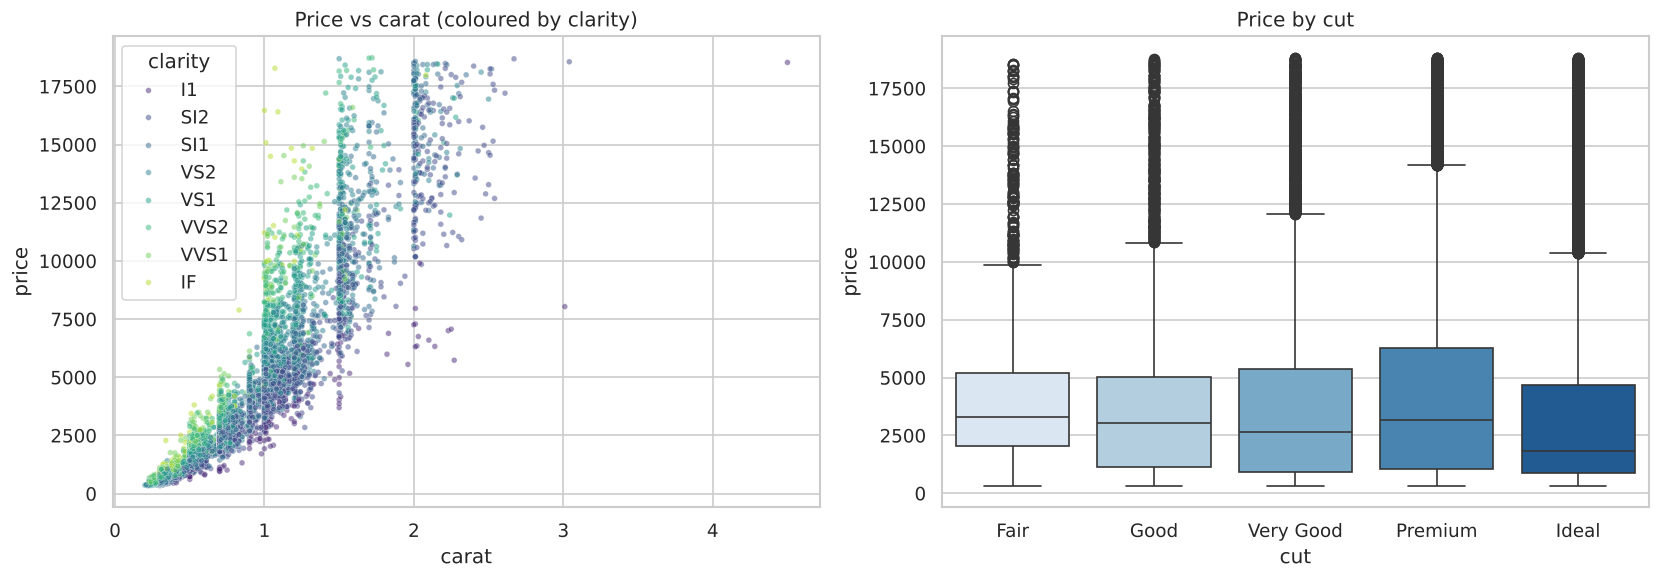 Price vs carat (coloured by clarity)
clarity
I1
SI2
SI1
VS2
VS1
VVS2
VVS1
IF
17500
15000
12500
10000
7500
5000
2500
0
price
0 1 2 3 4
carat
Price by cut
17500
15000
12500
10000
7500
5000
2500
0
price
Fair Good Very Good Premium Ideal
cut